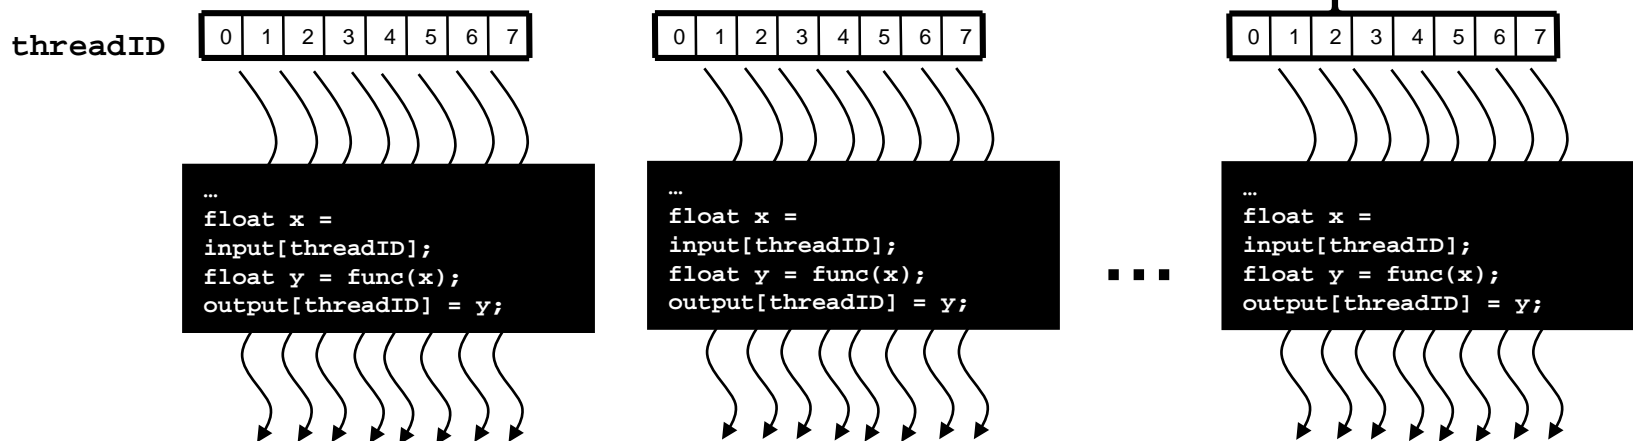 threadID
0 1 2 3 4 5 6 7
0 1 2 3 4 5 6 7
0 1 2 3 4 5 6 7
…
float x =
input[threadID];
float y = func(x);
output[threadID] = y;
…
float x =
input[threadID];
float y = func(x);
output[threadID] = y;
...
…
float x =
input[threadID];
float y = func(x);
output[threadID] = y;